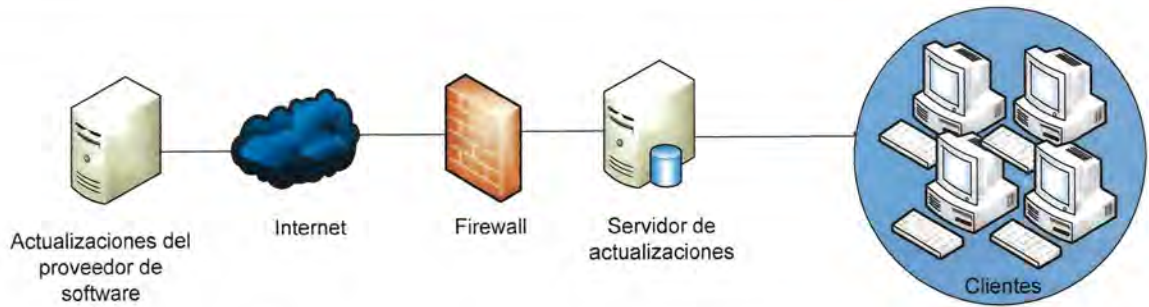 Actualizaciones del
proveedor de
software
Internet
Firewall
Servidor de
actualizaciones
Clientes